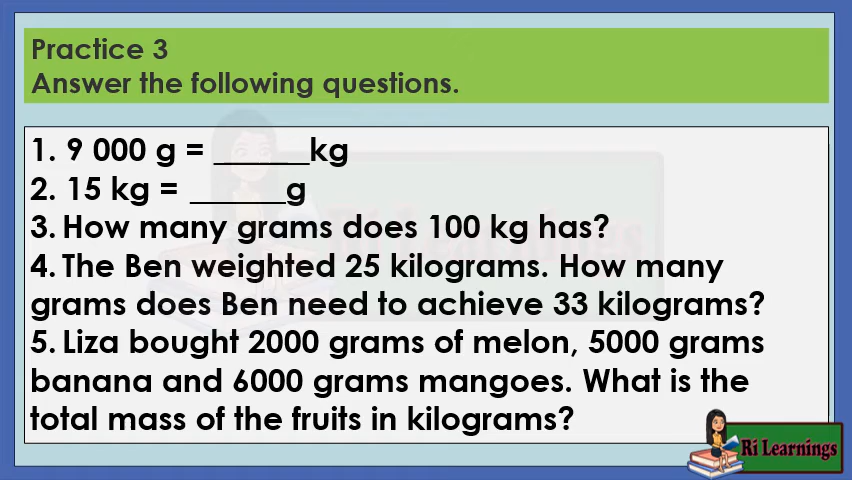 Practice 3
Answer the following questions.
1. 9 000 g = ______kg
2. 15 kg = ______g
3. How many grams does 100 kg has?
4. The Ben weighted 25 kilograms. How many
grams does Ben need to achieve 33 kilograms?
5. Liza bought 2000 grams of melon, 5000 grams
banana and 6000 grams mangoes. What is the
total mass of the fruits in kilograms?
Ri Learnings
Ri Learnings